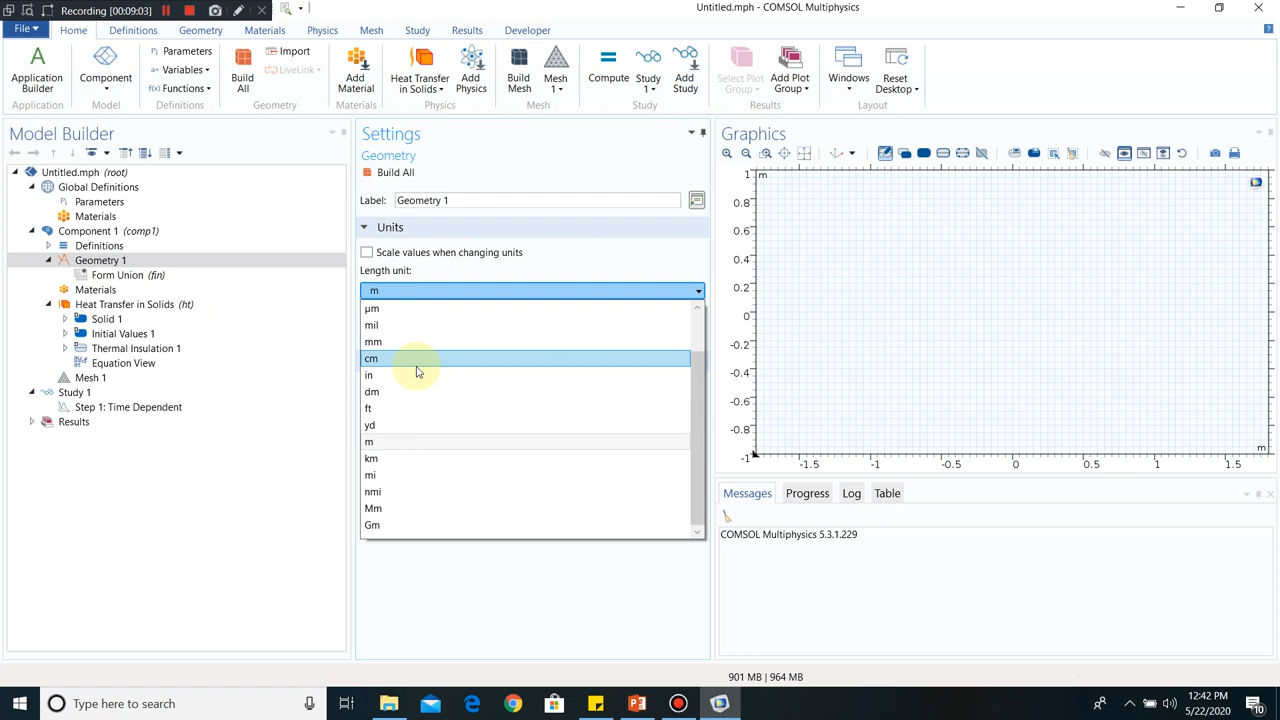 Recording [00:09:03]
Untitled.mph - COMSOL Multiphysics
File
Home
Definitions
Geometry
Materials
Physics
Mesh
Study
Results
Developer
Application Builder
Component
Parameters
Variables
Functions
Build All
Import
LiveLink
Add Material
Heat Transfer in Solids
Add Physics
Build Mesh
Mesh 1
Compute
Study 1
Add Study
Select Plot Group
Add Plot Group
Windows
Reset Desktop
Application
Model
Definitions
Geometry
Materials
Physics
Mesh
Study
Results
Layout
Model Builder
Untitled.mph (root)
Global Definitions
Parameters
Materials
Component 1 (comp1)
Definitions
Geometry 1
Form Union (fin)
Materials
Heat Transfer in Solids (ht)
Solid 1
Initial Values 1
Thermal Insulation 1
Equation View
Mesh 1
Study 1
Step 1: Time Dependent
Results
Settings
Geometry
Build All
Label: Geometry 1
Units
Scale values when changing units
Length unit:
m
µm
mil
mm
cm
in
dm
ft
yd
m
km
mi
nmi
Mm
Gm
Graphics
1
m
0.8
0.6
0.4
0.2
0
-0.2
-0.4
-0.6
-0.8
-1
m
-1.5
-1
-0.5
0
0.5
1
1.5
Messages
Progress
Log
Table
COMSOL Multiphysics 5.3.1.229
901 MB | 964 MB
Type here to search
12:42 PM
5/22/2020
10